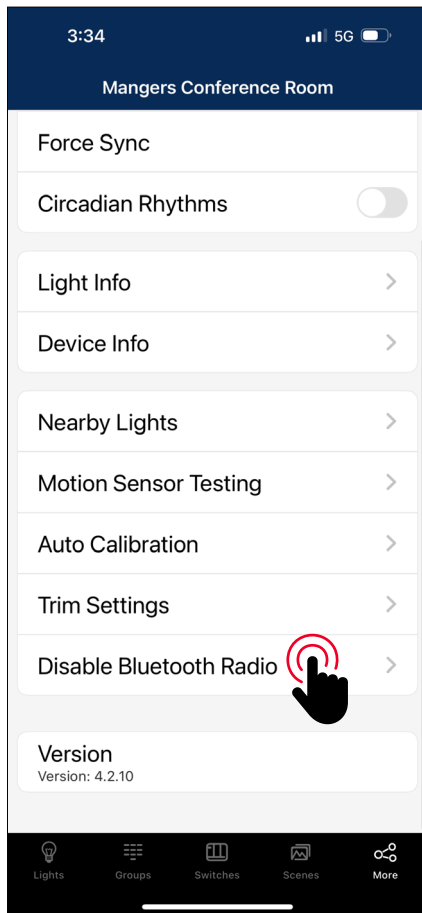 3:34
5G
Mangers Conference Room
Force Sync
Circadian Rhythms
Light Info
Device Info
Nearby Lights
Motion Sensor Testing
Auto Calibration
Trim Settings
Disable Bluetooth Radio
Version
Version: 4.2.10
Lights
Groups
Switches
Scenes
More